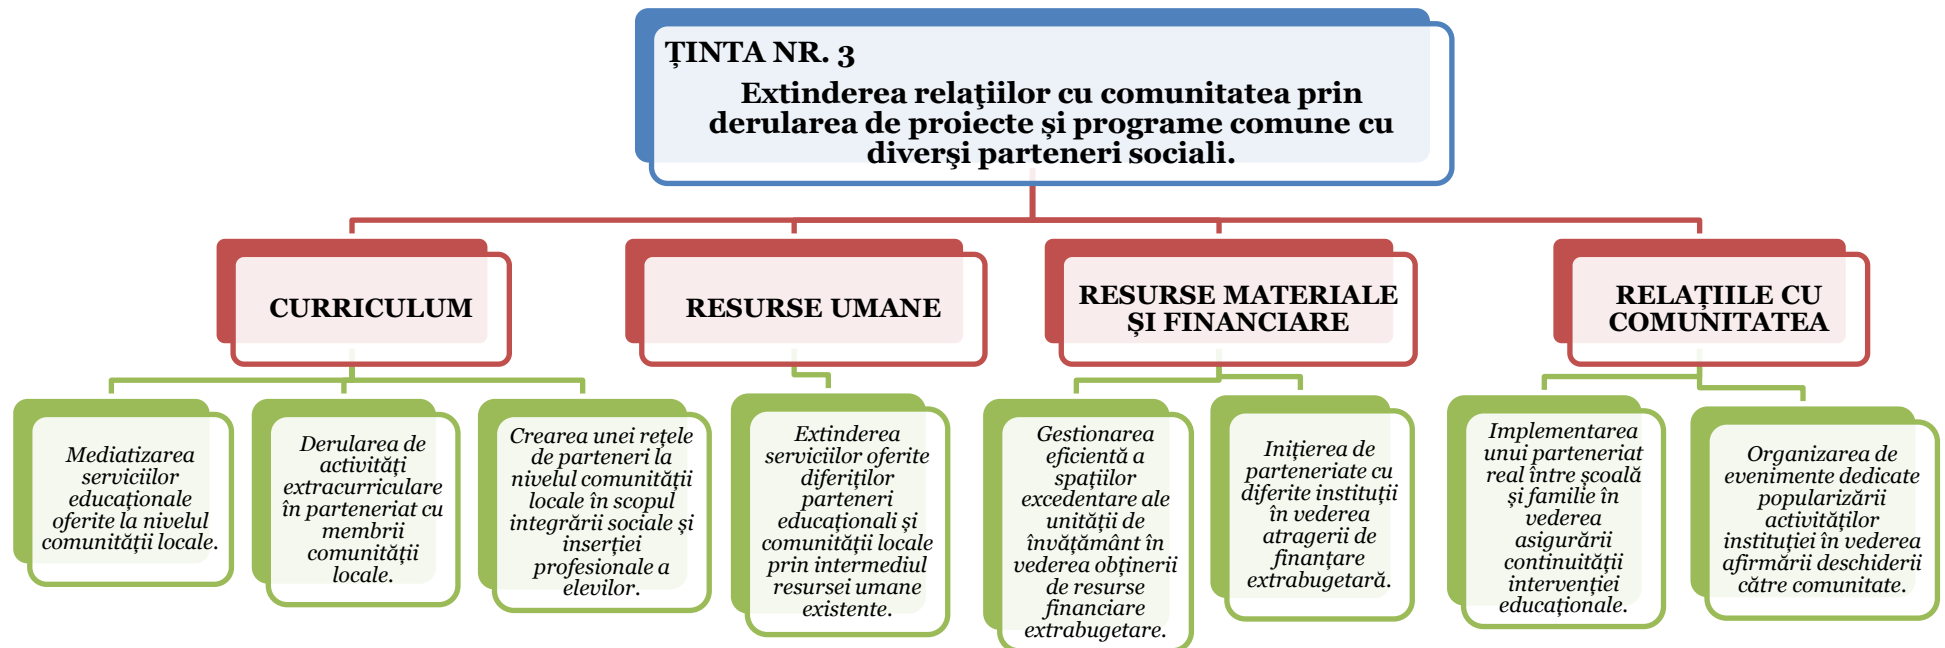 ȚINTA NR. 3
Extinderea relaţiilor cu comunitatea prin
derularea de proiecte și programe comune cu
diverşi parteneri sociali.
CURRICULUM
RESURSE UMANE
RESURSE MATERIALE
ȘI FINANCIARE
RELAȚIILE CU
COMUNITATEA
Mediatizarea
serviciilor
educaționale
oferite la nivelul
comunității locale.
Derularea de
activități
extracurriculare
în parteneriat cu
membrii
comunității
locale.
Crearea unei rețele
de parteneri la
nivelul comunității
locale în scopul
integrării sociale și
inserției
profesionale a
elevilor.
Extinderea
serviciilor oferite
diferiților
parteneri
educaționali și
comunității locale
prin intermediul
resursei umane
existente.
Gestionarea
eficientă a
spațiilor
excedentare ale
unității de
învățământ în
vederea obținerii
de resurse
financiare
extrabugetare.
Inițierea de
parteneriate cu
diferite instituții
în vederea
atragerii de
finanțare
extrabugetară.
Implementarea
unui parteneriat
real între școală
și familie în
vederea
asigurării
continuității
intervenției
educaționale.
Organizarea de
evenimente dedicate
popularizării
activităților
instituției în vederea
afirmării deschiderii
către comunitate.